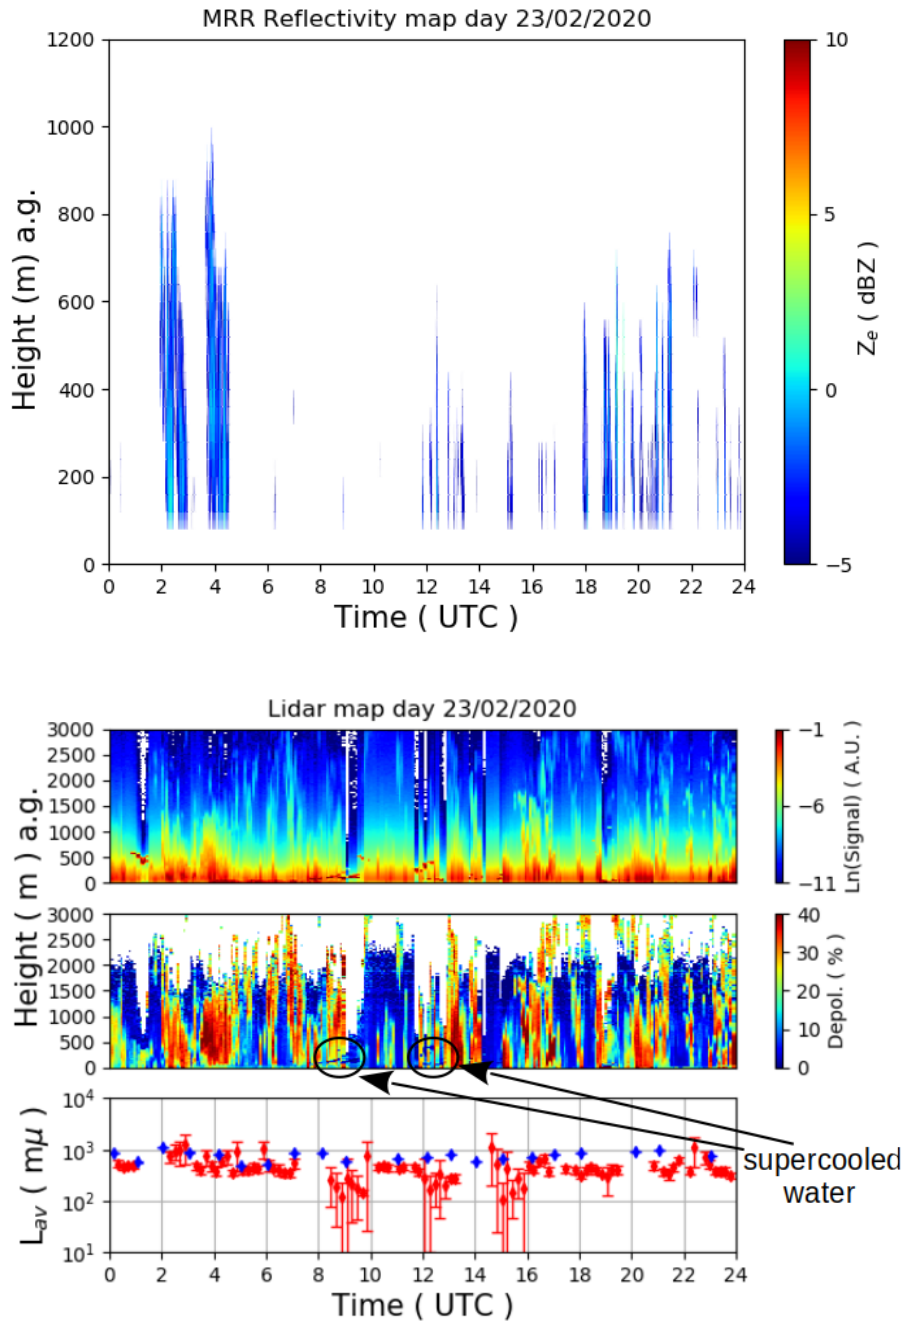 MRR Reflectivity map day 23/02/2020
1200
1000
800
600
400
200
0
Height (m) a.g.
0 2 4 6 8 10 12 14 16 18 20 22 24
Time ( UTC )
10
5
0
−5
Zₑ ( dBZ )
Lidar map day 23/02/2020
3000
2500
2000
1500
1000
500
0
−1
−6
−11
Ln(Signal) ( A.U. )
Height ( m ) a.g.
3000
2500
2000
1500
1000
500
0
40
30
20
10
0
Depol. ( % )
10⁴
10³
10²
10¹
L_av ( mμ )
supercooled
water
0 2 4 6 8 10 12 14 16 18 20 22 24
Time ( UTC )